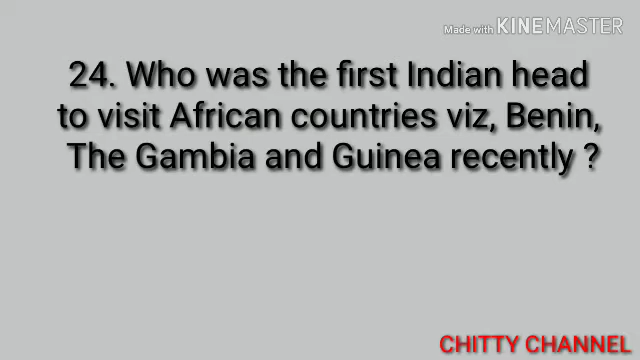 Made with KINEMASTER
24. Who was the first Indian head
to visit African countries viz, Benin,
The Gambia and Guinea recently ?
CHITTY CHANNEL